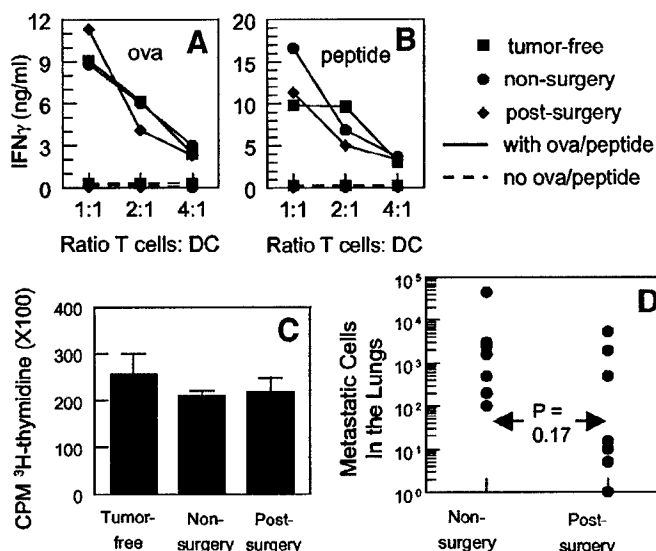 A
ova
12
9
6
3
0
IFNγ (ng/ml)
1:1 2:1 4:1
Ratio T cells: DC
B
peptide
20
15
10
5
0
1:1 2:1 4:1
Ratio T cells: DC
tumor-free
non-surgery
post-surgery
with ova/peptide
no ova/peptide
C
400
300
200
100
0
CPM ³H-thymidine (X100)
Tumor-
free
Non-
surgery
Post-
surgery
D
10⁵
10⁴
10³
10²
10¹
10⁰
Metastatic Cells
In the Lungs
P =
0.17
Non-
surgery
Post-
surgery